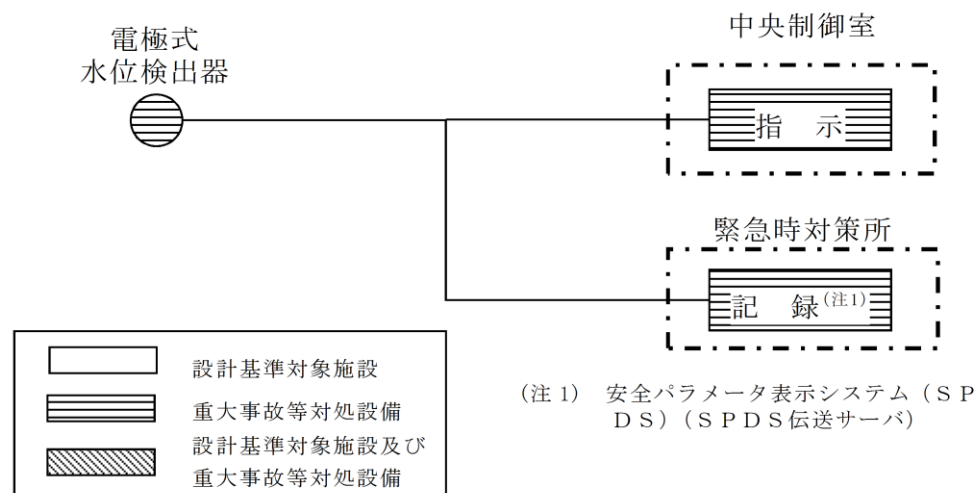 電極式
水位検出器
中央制御室
指　示
緊急時対策所
記　録(注1)
設計基準対象施設
重大事故等対処設備
設計基準対象施設及び
重大事故等対処設備
(注1)　安全パラメータ表示システム（ＳＰ
ＤＳ）（ＳＰＤＳ伝送サーバ）